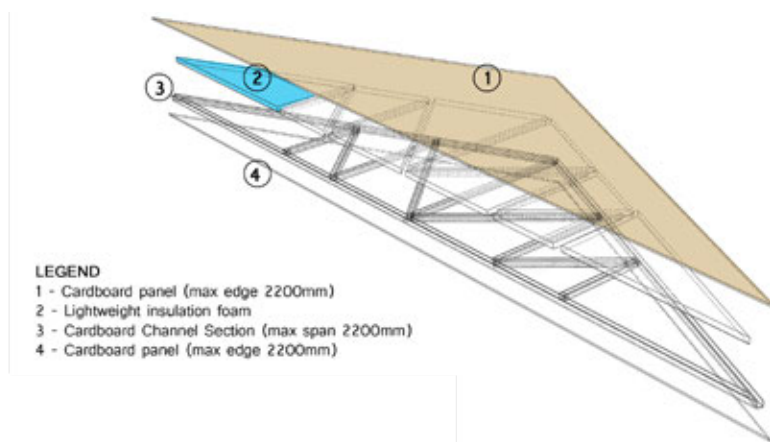 1
2
3
4
LEGEND
1 - Cardboard panel (max edge 2200mm)
2 - Lightweight insulation foam
3 - Cardboard Channel Section (max span 2200mm)
4 - Cardboard panel (max edge 2200mm)